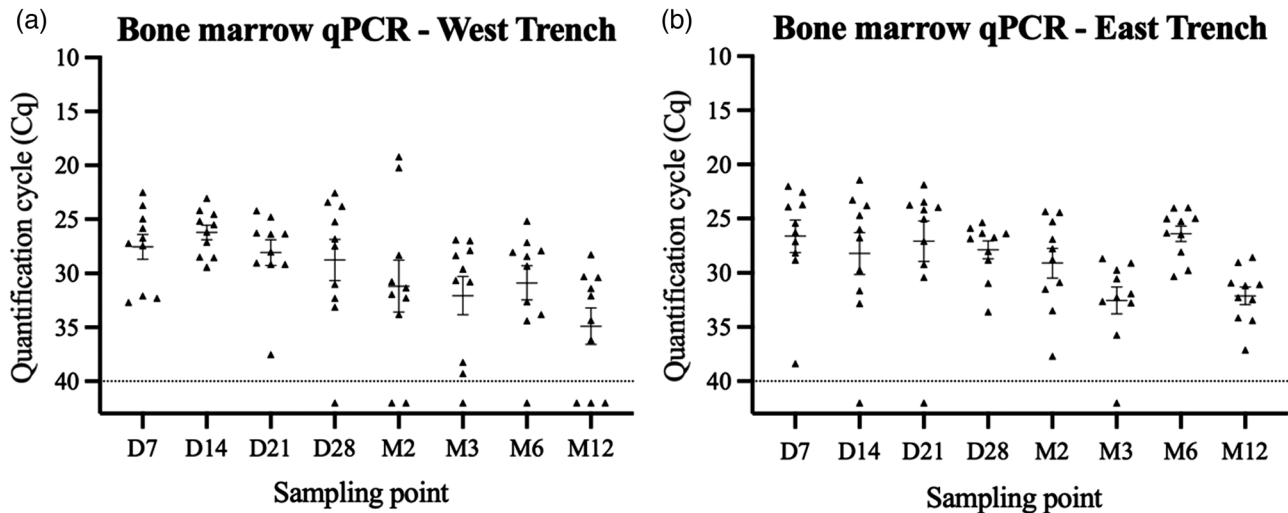 (a)
Bone marrow qPCR - West Trench
Quantification cycle (Cq)
10
15
20
25
30
35
40
D7 D14 D21 D28 M2 M3 M6 M12
Sampling point
(b)
Bone marrow qPCR - East Trench
Quantification cycle (Cq)
10
15
20
25
30
35
40
D7 D14 D21 D28 M2 M3 M6 M12
Sampling point